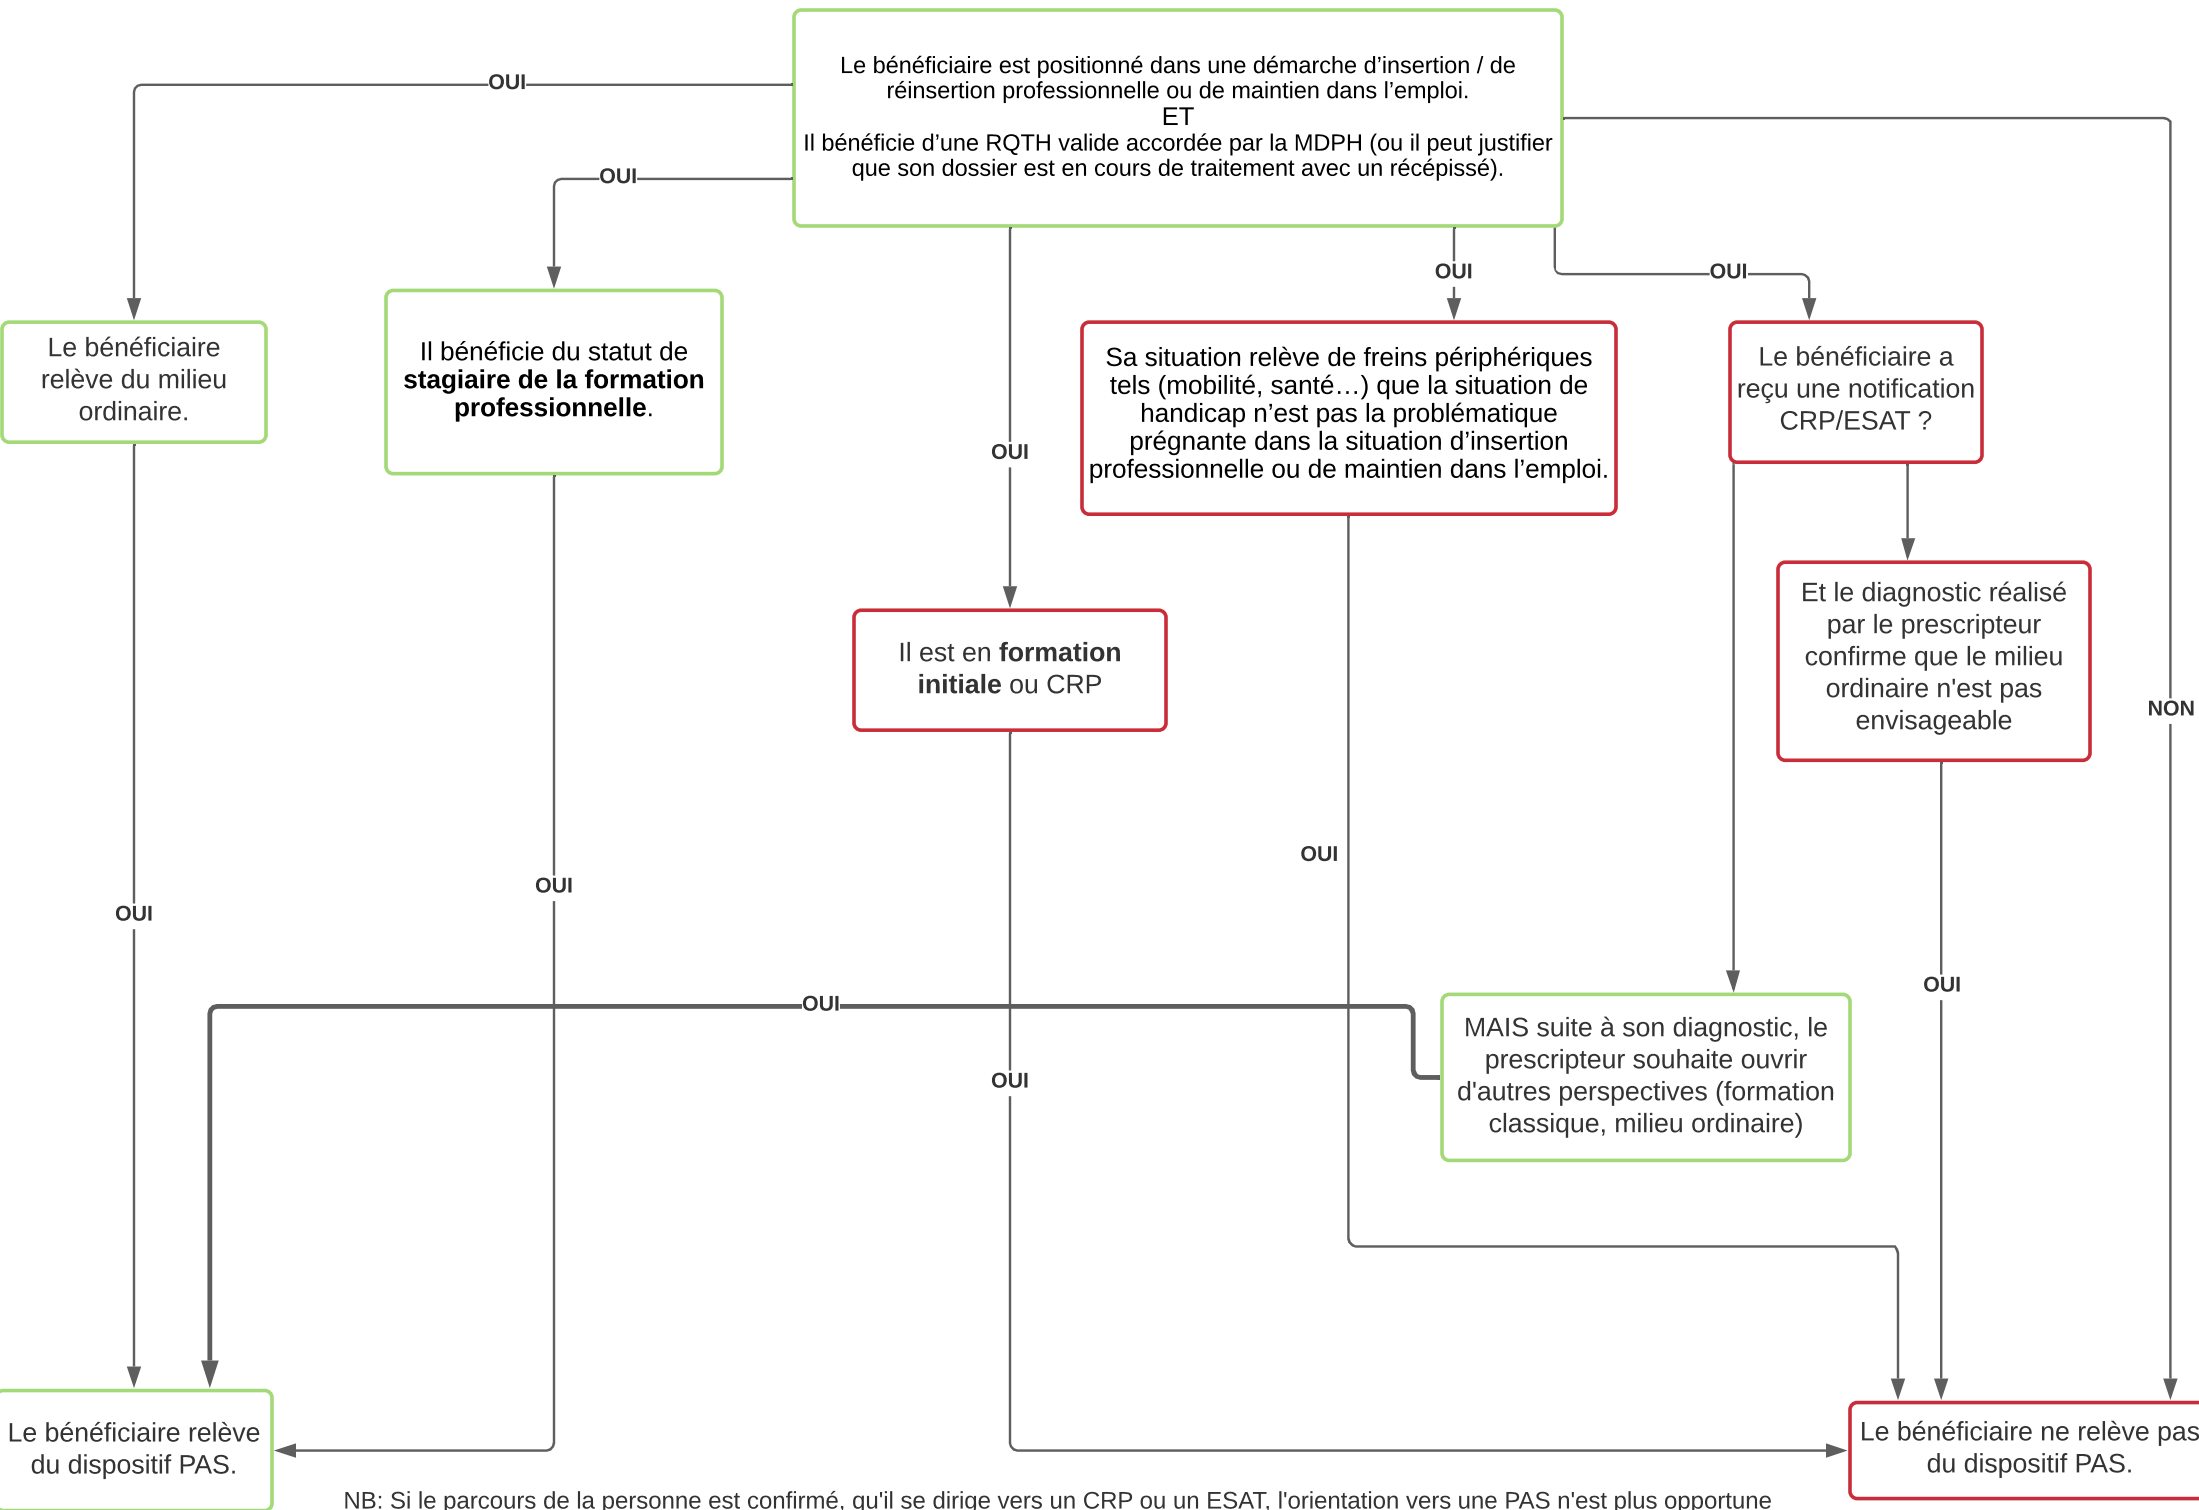 Le bénéficiaire est positionné dans une démarche d’insertion / de
réinsertion professionnelle ou de maintien dans l’emploi.
ET
Il bénéficie d’une RQTH valide accordée par la MDPH (ou il peut justifier
que son dossier est en cours de traitement avec un récépissé).
OUI
OUI
OUI
OUI
OUI
NON
Le bénéficiaire
relève du milieu
ordinaire.
Il bénéficie du statut de
stagiaire de la formation
professionnelle.
Sa situation relève de freins périphériques
tels (mobilité, santé…) que la situation de
handicap n’est pas la problématique
prégnante dans la situation d’insertion
professionnelle ou de maintien dans l’emploi.
Le bénéficiaire a
reçu une notification
CRP/ESAT ?
Il est en formation
initiale ou CRP
Et le diagnostic réalisé
par le prescripteur
confirme que le milieu
ordinaire n'est pas
envisageable
OUI
OUI
OUI
OUI
OUI
OUI
MAIS suite à son diagnostic, le
prescripteur souhaite ouvrir
d'autres perspectives (formation
classique, milieu ordinaire)
Le bénéficiaire relève
du dispositif PAS.
Le bénéficiaire ne relève pas
du dispositif PAS.
NB: Si le parcours de la personne est confirmé, qu'il se dirige vers un CRP ou un ESAT, l'orientation vers une PAS n'est plus opportune